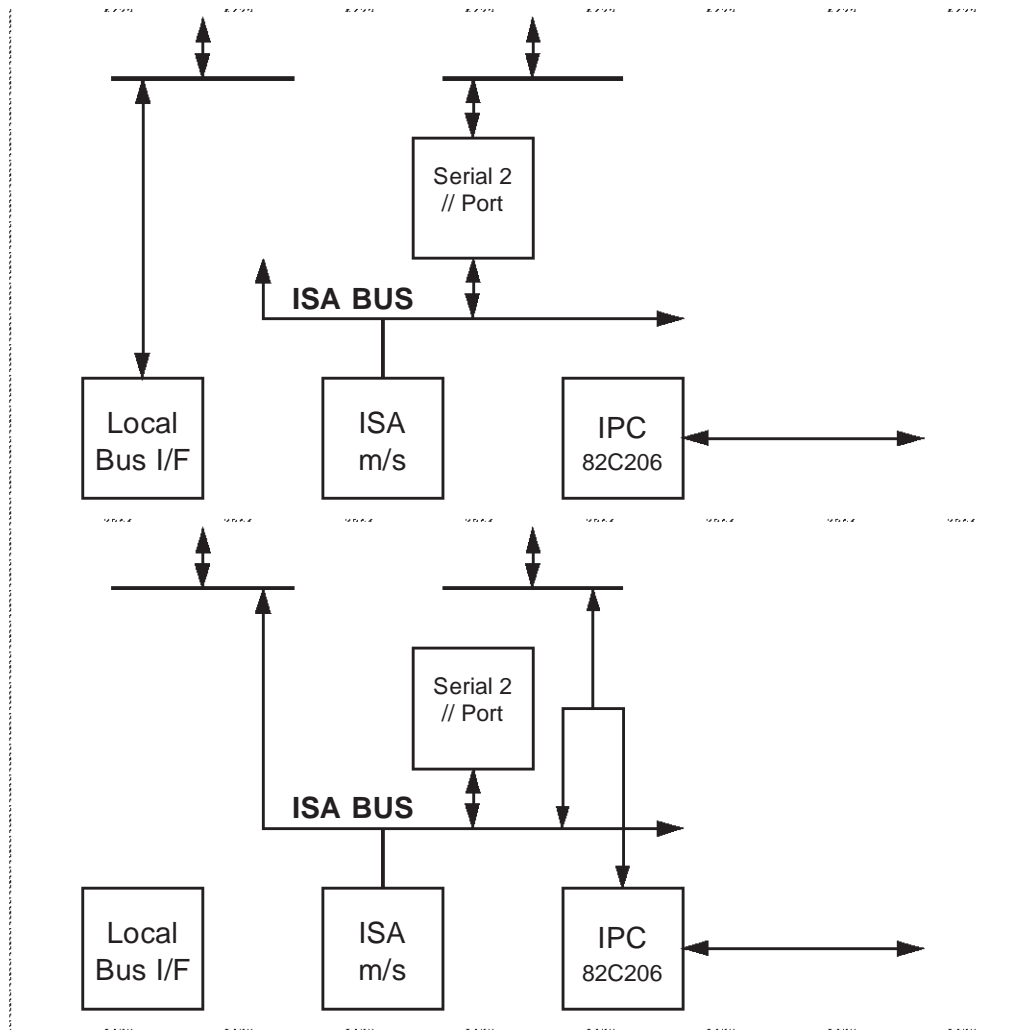 Serial 2
// Port
ISA BUS
Local
Bus I/F
ISA
m/s
IPC
82C206
Serial 2
// Port
ISA BUS
Local
Bus I/F
ISA
m/s
IPC
82C206